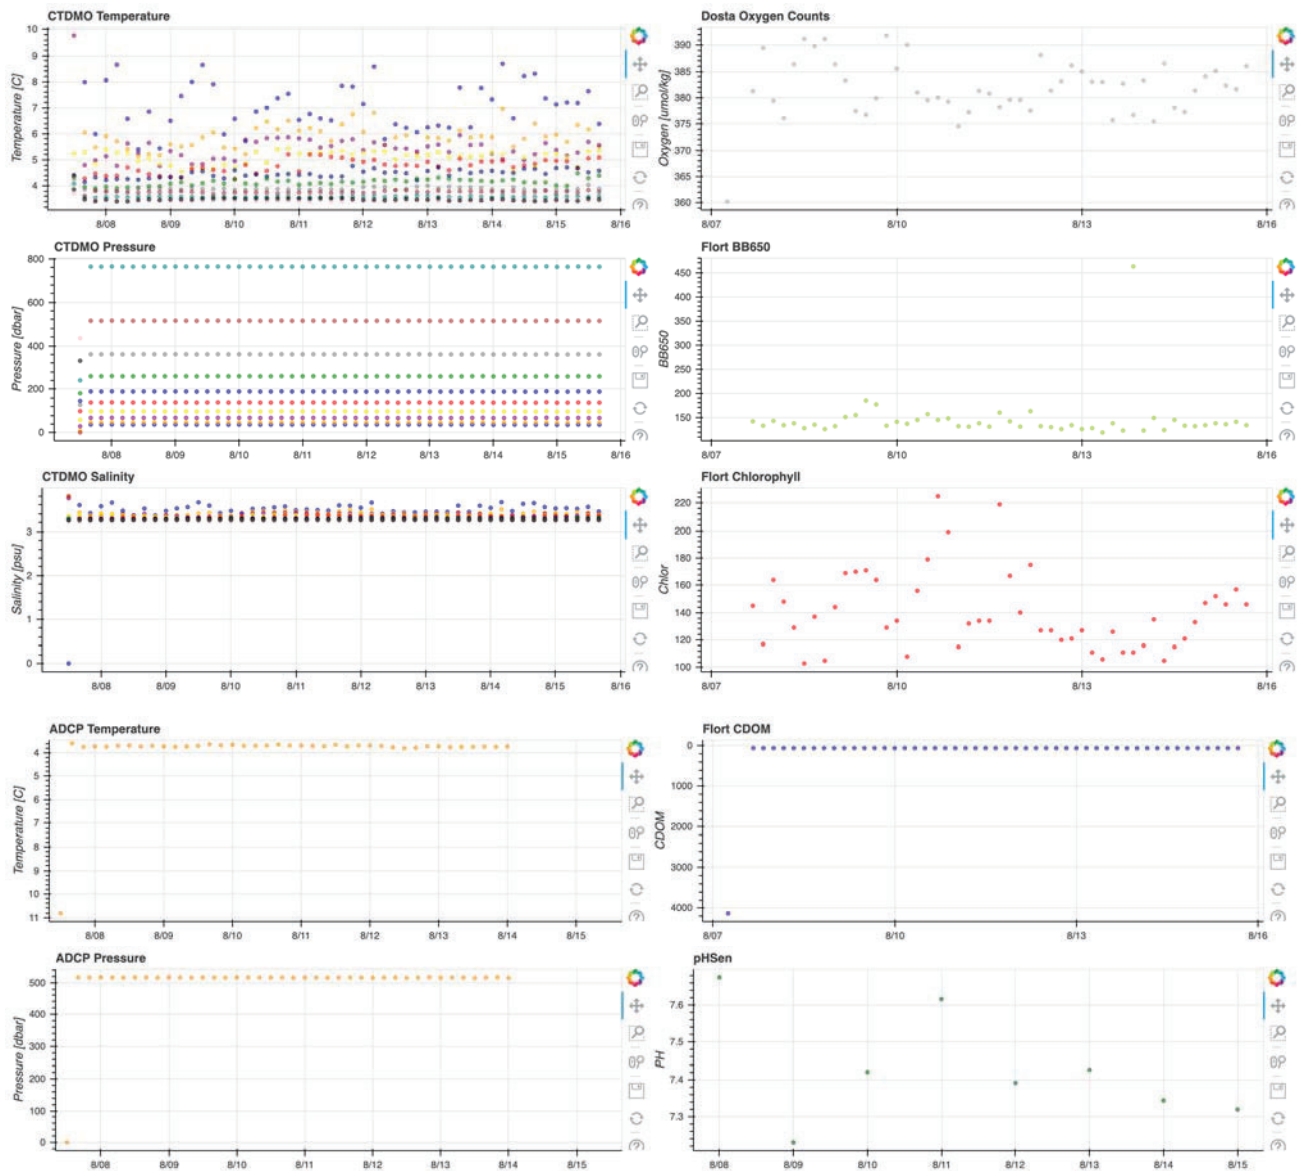 CTDMO Temperature
Temperature [C]
10
9
8
7
6
5
4
8/08 8/09 8/10 8/11 8/12 8/13 8/14 8/15 8/16
Dosta Oxygen Counts
Oxygen [umol/kg]
390
385
380
375
370
365
360
8/07 8/10 8/13 8/16
CTDMO Pressure
Pressure [dbar]
800
600
400
200
0
8/08 8/09 8/10 8/11 8/12 8/13 8/14 8/15 8/16
Flort BB650
BB650
450
400
350
300
250
200
150
8/07 8/10 8/13 8/16
CTDMO Salinity
Salinity [psu]
3
2
1
0
8/08 8/09 8/10 8/11 8/12 8/13 8/14 8/15 8/16
Flort Chlorophyll
Chlor
220
200
180
160
140
120
100
8/07 8/10 8/13 8/16
ADCP Temperature
Temperature [C]
4
5
6
7
8
9
10
11
8/08 8/09 8/10 8/11 8/12 8/13 8/14 8/15
Flort CDOM
CDOM
0
1000
2000
3000
4000
8/07 8/10 8/13 8/16
ADCP Pressure
Pressure [dbar]
500
400
300
200
100
0
8/08 8/09 8/10 8/11 8/12 8/13 8/14 8/15
pHSen
PH
7.6
7.5
7.4
7.3
8/08 8/09 8/10 8/11 8/12 8/13 8/14 8/15